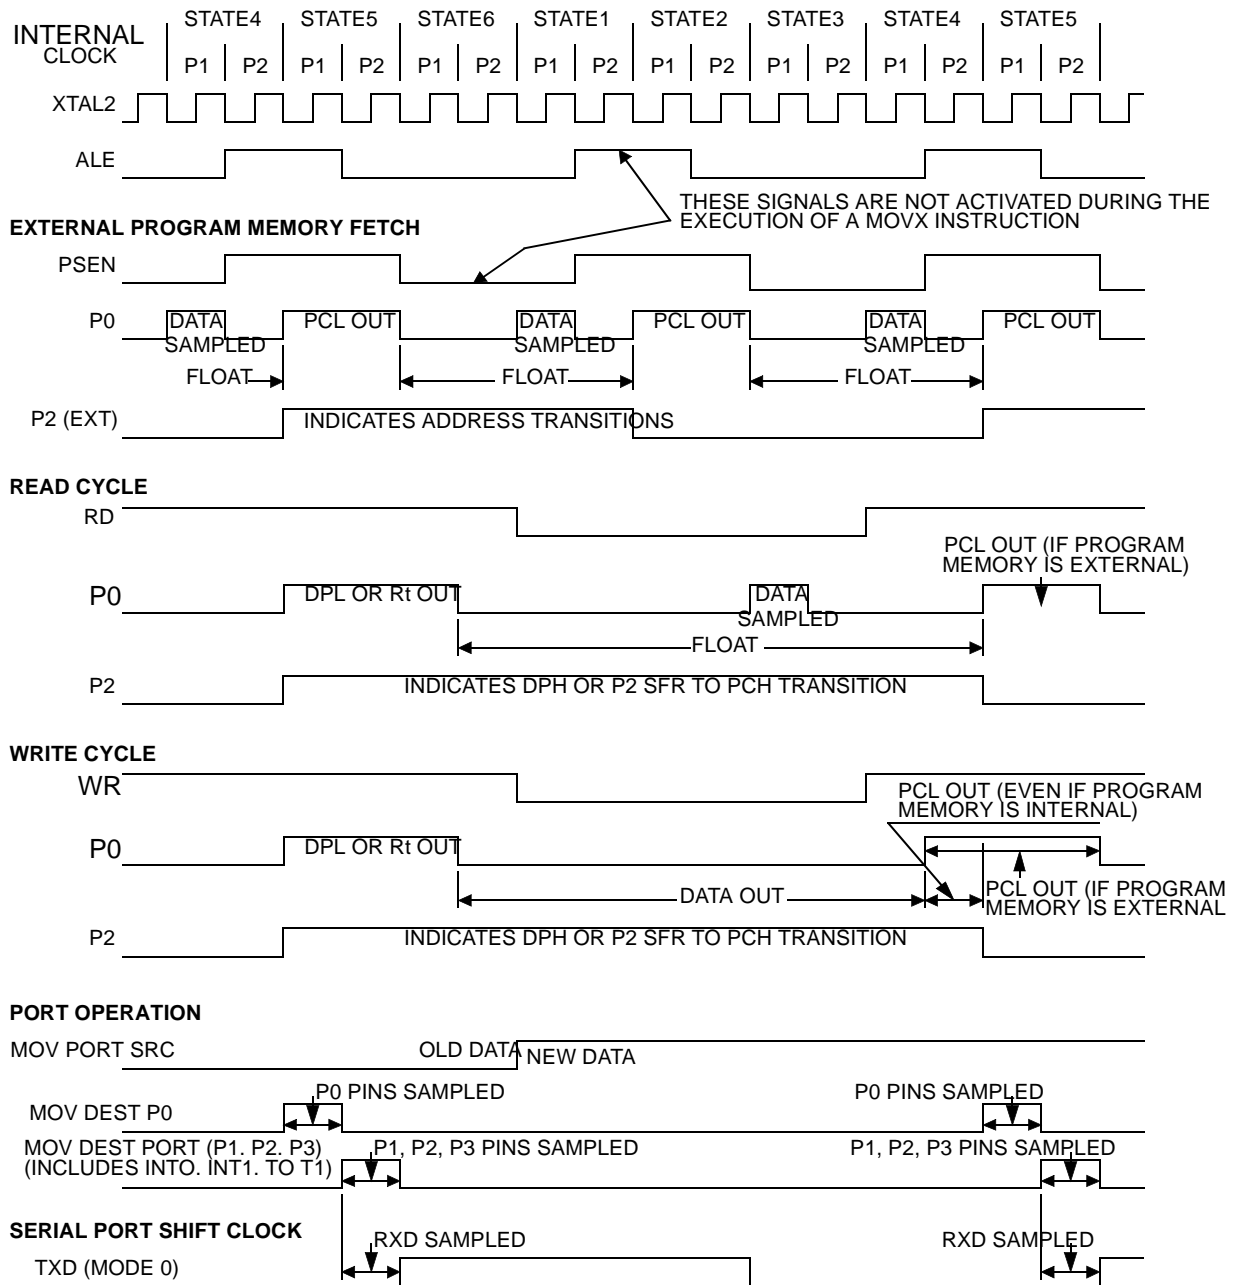 INTERNAL CLOCK
STATE4 STATE5 STATE6 STATE1 STATE2 STATE3 STATE4 STATE5
P1 P2 P1 P2 P1 P2 P1 P2 P1 P2 P1 P2 P1 P2 P1 P2
XTAL2
ALE
THESE SIGNALS ARE NOT ACTIVATED DURING THE
EXECUTION OF A MOVX INSTRUCTION
EXTERNAL PROGRAM MEMORY FETCH
PSEN
P0 DATA PCL OUT DATA PCL OUT DATA PCL OUT
SAMPLED SAMPLED SAMPLED
FLOAT FLOAT FLOAT
P2 (EXT) INDICATES ADDRESS TRANSITIONS
READ CYCLE
RD
PCL OUT (IF PROGRAM
MEMORY IS EXTERNAL)
P0 DPL OR Rt OUT DATA
SAMPLED
FLOAT
P2 INDICATES DPH OR P2 SFR TO PCH TRANSITION
WRITE CYCLE
WR
PCL OUT (EVEN IF PROGRAM
MEMORY IS INTERNAL)
P0 DPL OR Rt OUT
DATA OUT
PCL OUT (IF PROGRAM
MEMORY IS EXTERNAL
P2 INDICATES DPH OR P2 SFR TO PCH TRANSITION
PORT OPERATION
MOV PORT SRC OLD DATA NEW DATA
P0 PINS SAMPLED P0 PINS SAMPLED
MOV DEST P0
MOV DEST PORT (P1. P2. P3) P1, P2, P3 PINS SAMPLED P1, P2, P3 PINS SAMPLED
(INCLUDES INTO. INT1. TO T1)
SERIAL PORT SHIFT CLOCK RXD SAMPLED RXD SAMPLED
TXD (MODE 0)